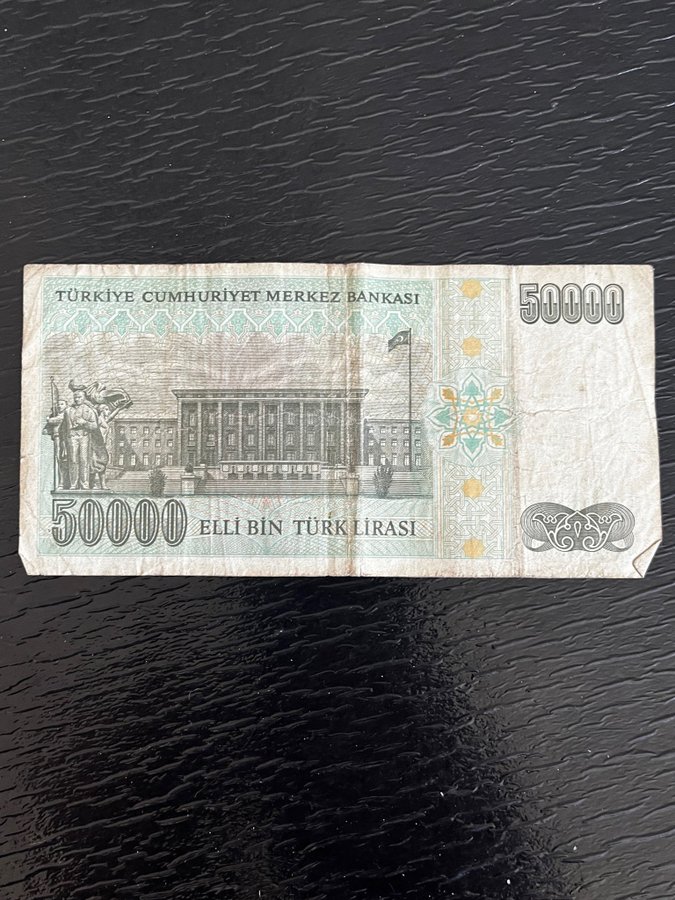 TÜRKİYE CUMHURİYET MERKEZ BANKASI
50000
50000 ELLİ BİN TÜRK LİRASI